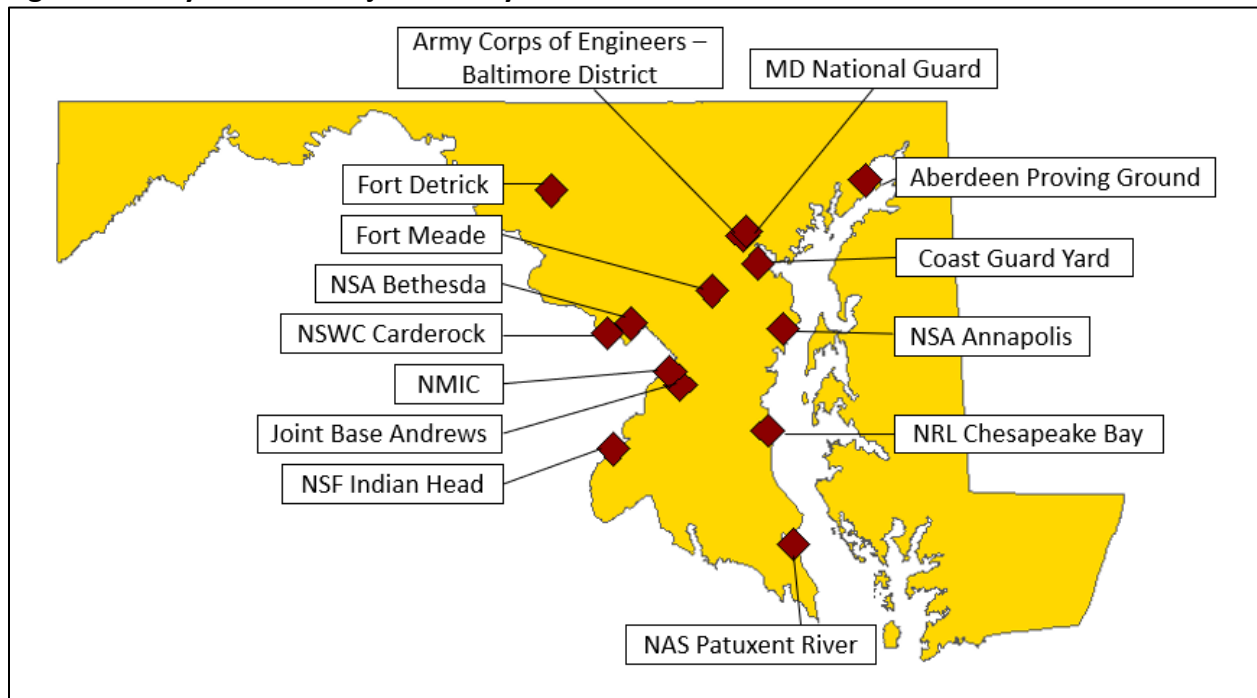 Army Corps of Engineers –
Baltimore District
MD National Guard
Fort Detrick
Aberdeen Proving Ground
Fort Meade
Coast Guard Yard
NSA Bethesda
NSWC Carderock
NSA Annapolis
NMIC
Joint Base Andrews
NRL Chesapeake Bay
NSF Indian Head
NAS Patuxent River